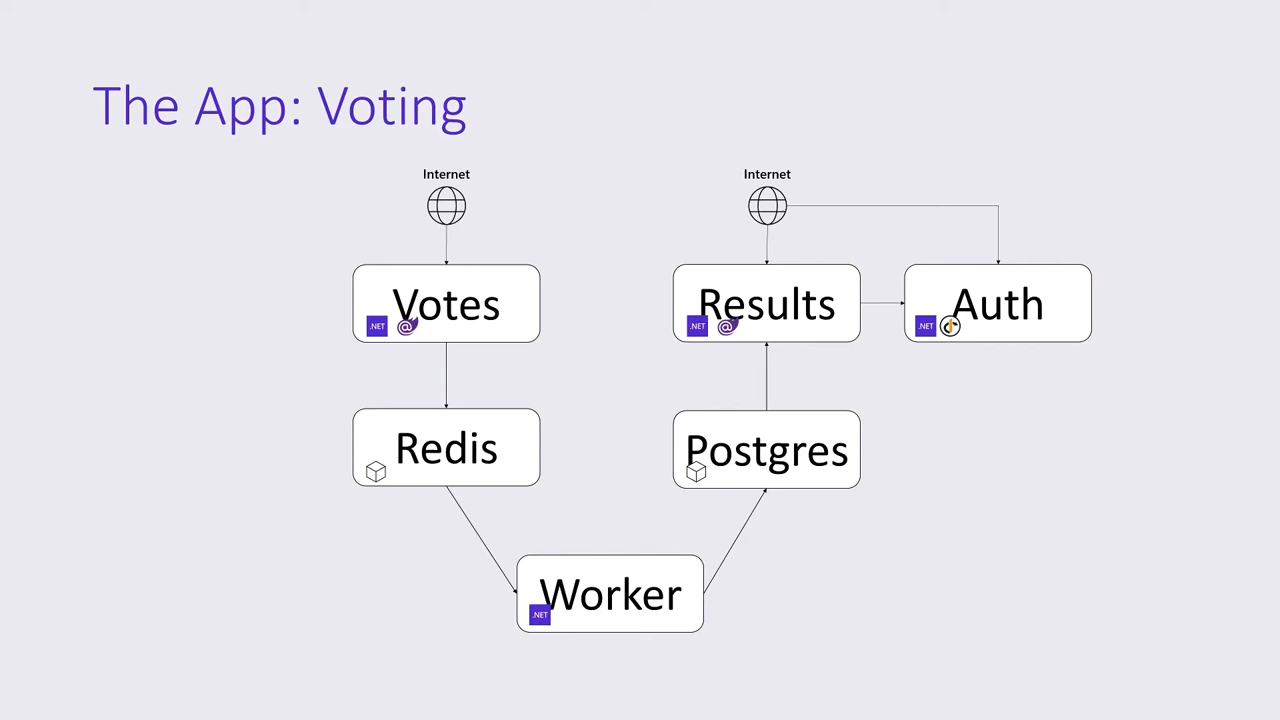 The App: Voting
Internet
Internet
Votes
.NET
@
Results
.NET
@
Auth
.NET
Redis
Postgres
Worker
.NET